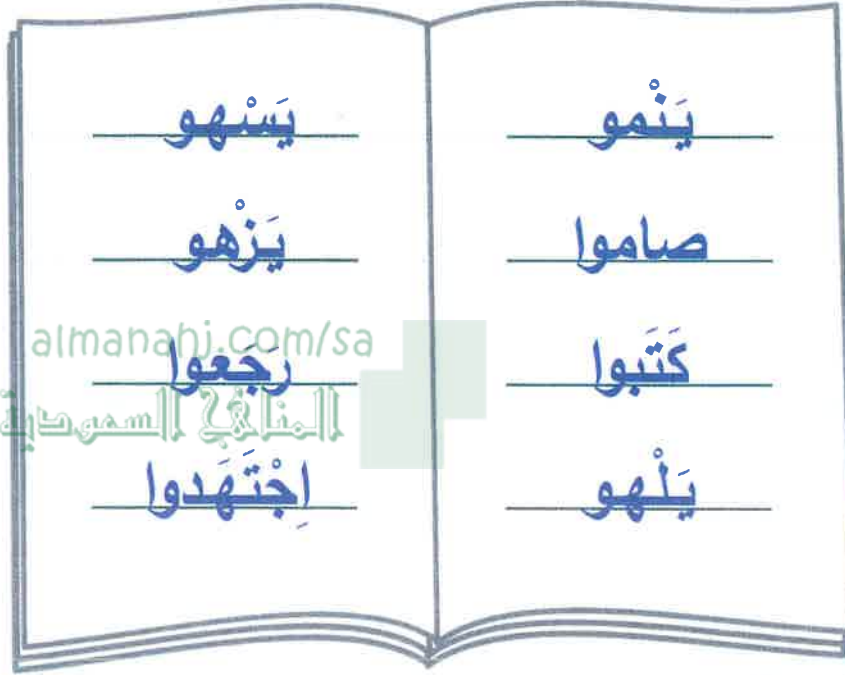 يَنْمو
صاموا
كَتَبوا
يَلْهو
يَسْهو
يَزْهو
رَجَعوا
اِجْتَهَدوا
almanahj.com/sa
المناهج السعودية